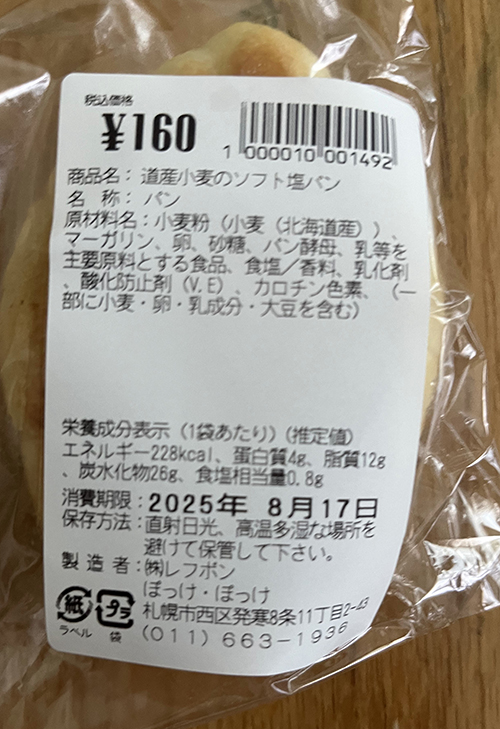 税込価格
¥160
1 000010 001492
商品名：道産小麦のソフト塩パン
名 称：パン
原材料名：小麦粉（小麦（北海道産））、
マーガリン、卵、砂糖、パン酵母、乳等を
主要原料とする食品、食塩／香料、乳化剤
、酸化防止剤（V.E）、カロチン色素、（一
部に小麦・卵・乳成分・大豆を含む）
栄養成分表示（1袋あたり）（推定値）
エネルギー228kcal、蛋白質4g、脂質12g
、炭水化物26g、食塩相当量0.8g
消費期限：2025年 8月17日
保存方法：直射日光、高温多湿な場所を
避けて保管して下さい。
製造者：㈱レフボン
ぽっけ・ぽっけ
札幌市西区発寒8条11丁目2-43
(011) 663-1936
紙 プラ
ラベル 袋